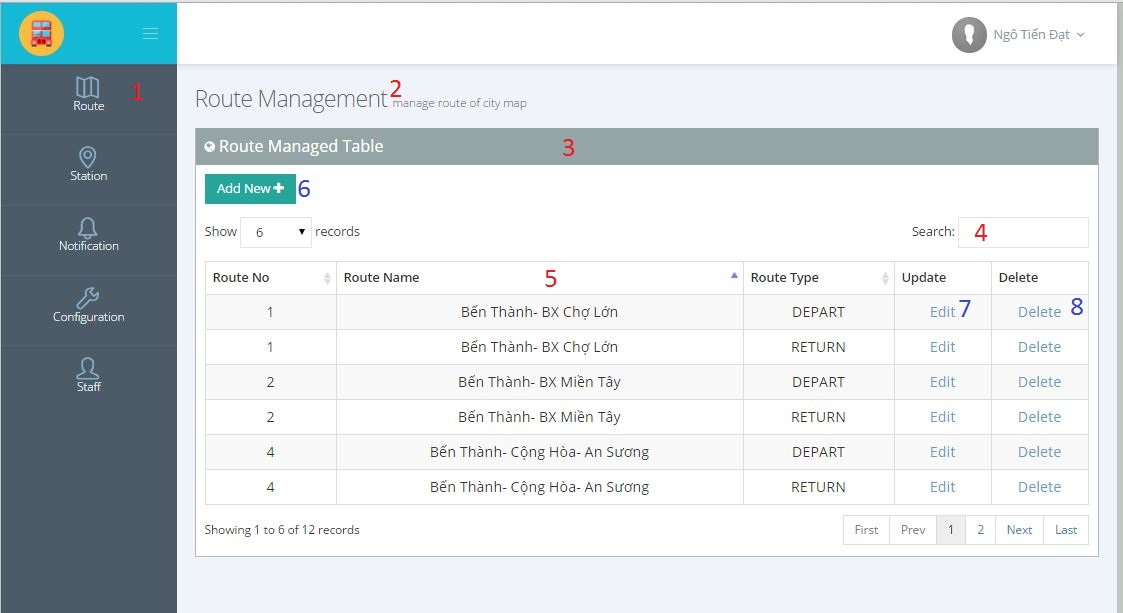 Ngô Tiến Đạt
Route 1
Station
Notification
Configuration
Staff
Route Management 2 manage route of city map
Route Managed Table 3
Add New 6
Show 6 records Search: 4
Route No Route Name 5 Route Type Update Delete
1 Bến Thành- BX Chợ Lớn DEPART Edit 7 Delete 8
1 Bến Thành- BX Chợ Lớn RETURN Edit Delete
2 Bến Thành- BX Miền Tây DEPART Edit Delete
2 Bến Thành- BX Miền Tây RETURN Edit Delete
4 Bến Thành- Cộng Hòa- An Sương DEPART Edit Delete
4 Bến Thành- Cộng Hòa- An Sương RETURN Edit Delete
Showing 1 to 6 of 12 records First Prev 1 2 Next Last